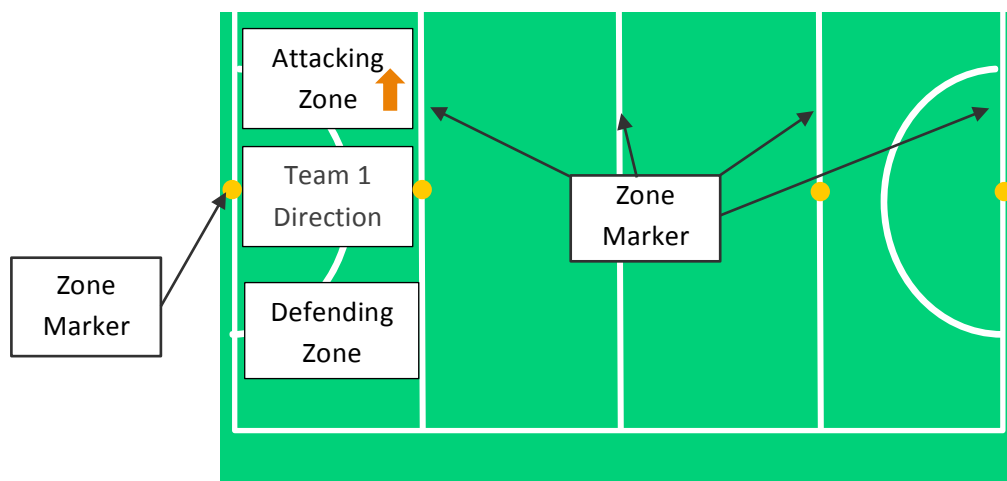 Attacking
Zone
Team 1
Direction
Zone
Marker
Zone
Marker
Defending
Zone